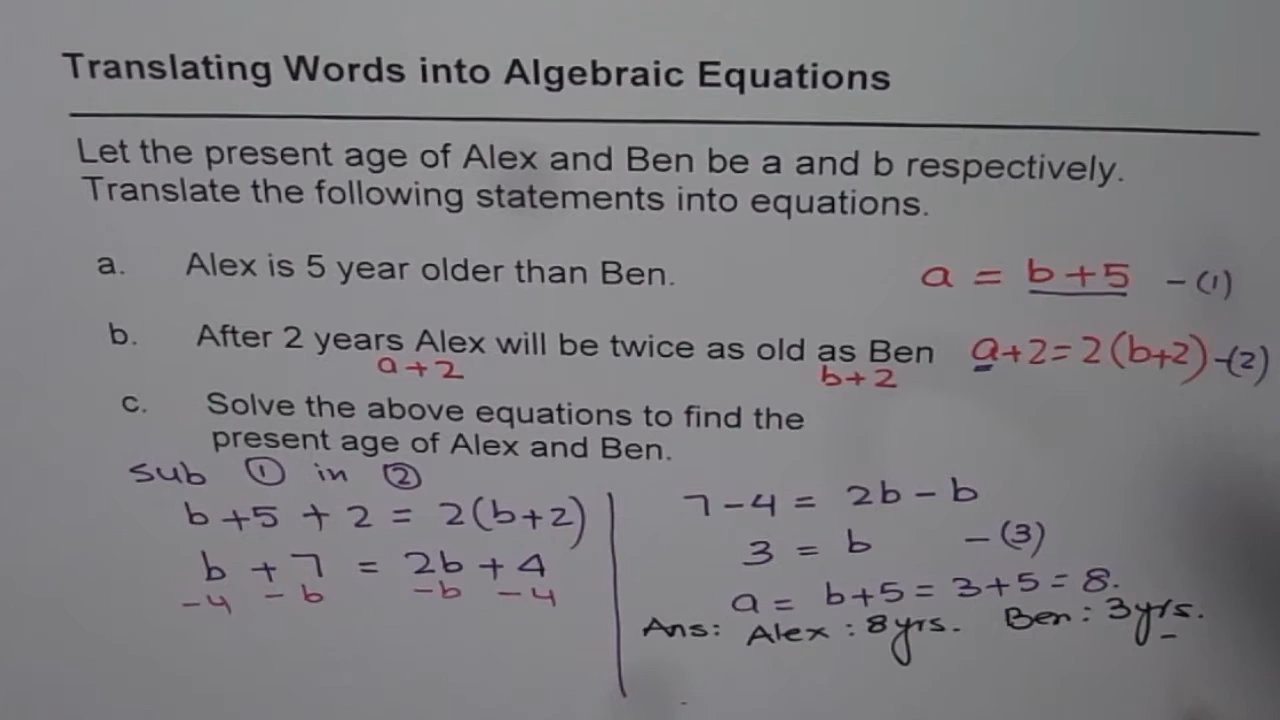 Translating Words into Algebraic Equations
Let the present age of Alex and Ben be a and b respectively.
Translate the following statements into equations.
a. Alex is 5 year older than Ben. a = b+5 -(1)
b. After 2 years Alex will be twice as old as Ben a+2=2(b+2)-(2)
a+2 b+2
c. Solve the above equations to find the
present age of Alex and Ben.
Sub ① in ②
b+5+2=2(b+2)
b+7=2b+4
-4 -b -b -4
7-4=2b-b
3=b -(3)
a=b+5=3+5=8.
Ans: Alex: 8yrs. Ben: 3yrs.